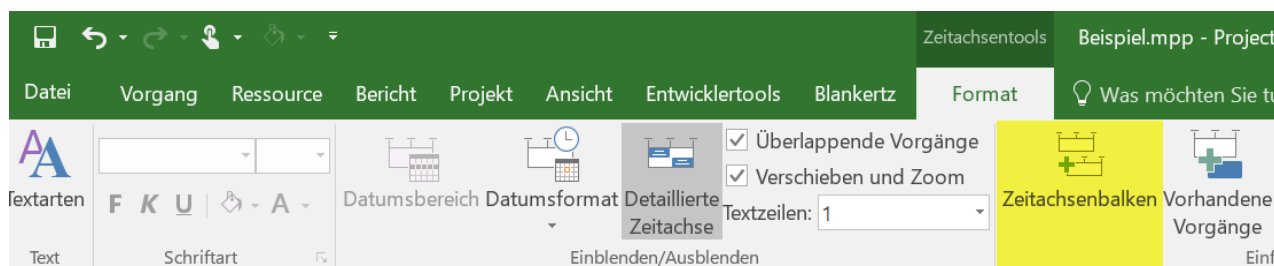 Zeitachsentools Beispiel.mpp - Project
Datei Vorgang Ressource Bericht Projekt Ansicht Entwicklertools Blankertz Format Was möchten Sie tu
Textarten
F K U A
Datumsbereich
Datumsformat
Detaillierte
Zeitachse
Überlappende Vorgänge
Verschieben und Zoom
Textzeilen: 1
Zeitachsenbalken
Vorhandene
Vorgänge
Text Schriftart Einblenden/Ausblenden Einf